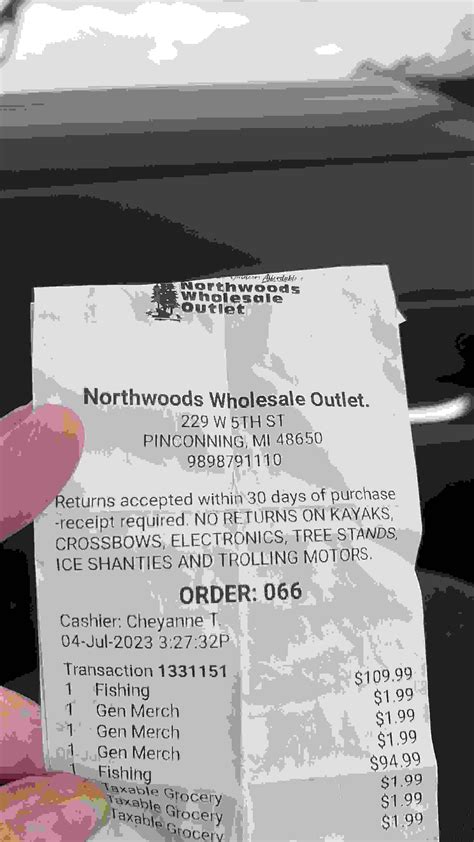 Northwoods
Wholesale
Outlet
Northwoods Wholesale Outlet.
229 W 5TH ST
PINCONNING, MI 48650
9898791110
Returns accepted within 30 days of purchase
-receipt required. NO RETURNS ON KAYAKS,
CROSSBOWS, ELECTRONICS, TREE STANDS,
ICE SHANTIES AND TROLLING MOTORS.
ORDER: 066
Cashier: Cheyanne T.
04-Jul-2023 3:27:32P
Transaction 1331151
1 Fishing $109.99
1 Gen Merch $1.99
1 Gen Merch $1.99
1 Gen Merch $1.99
1 Fishing $94.99
Taxable Grocery $1.99
Taxable Grocery $1.99
Taxable Grocery $1.99